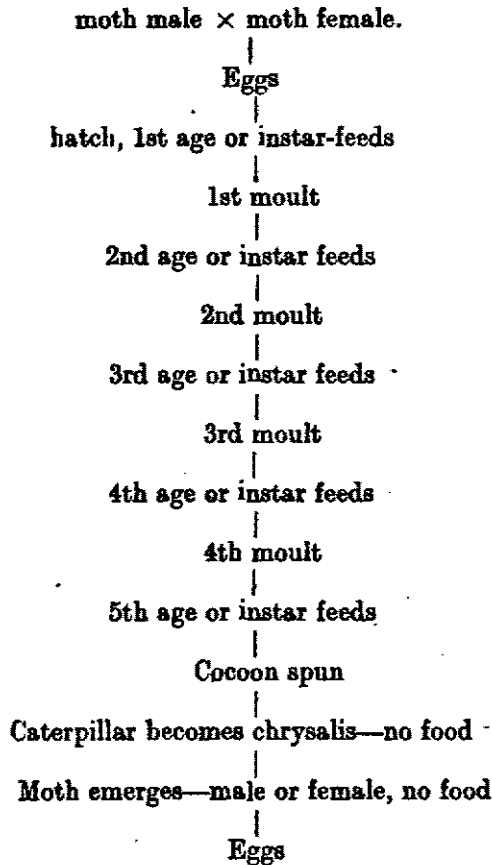 moth male × moth female.
Eggs
hatch, 1st age or instar-feeds
1st moult
2nd age or instar feeds
2nd moult
3rd age or instar feeds
3rd moult
4th age or instar feeds
4th moult
5th age or instar feeds
Cocoon spun
Caterpillar becomes chrysalis—no food
Moth emerges—male or female, no food
Eggs